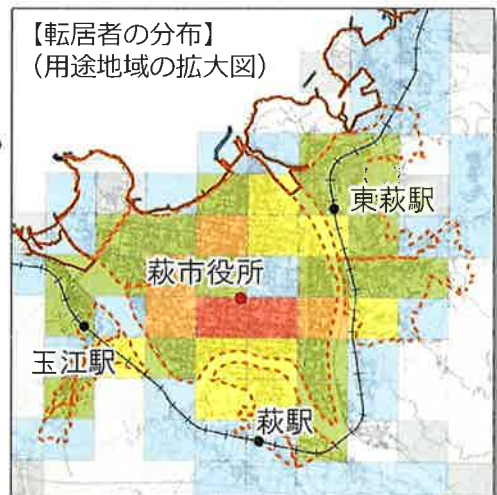 【転居者の分布】
（用途地域の拡大図）
東萩駅
萩市役所
玉江駅
萩駅